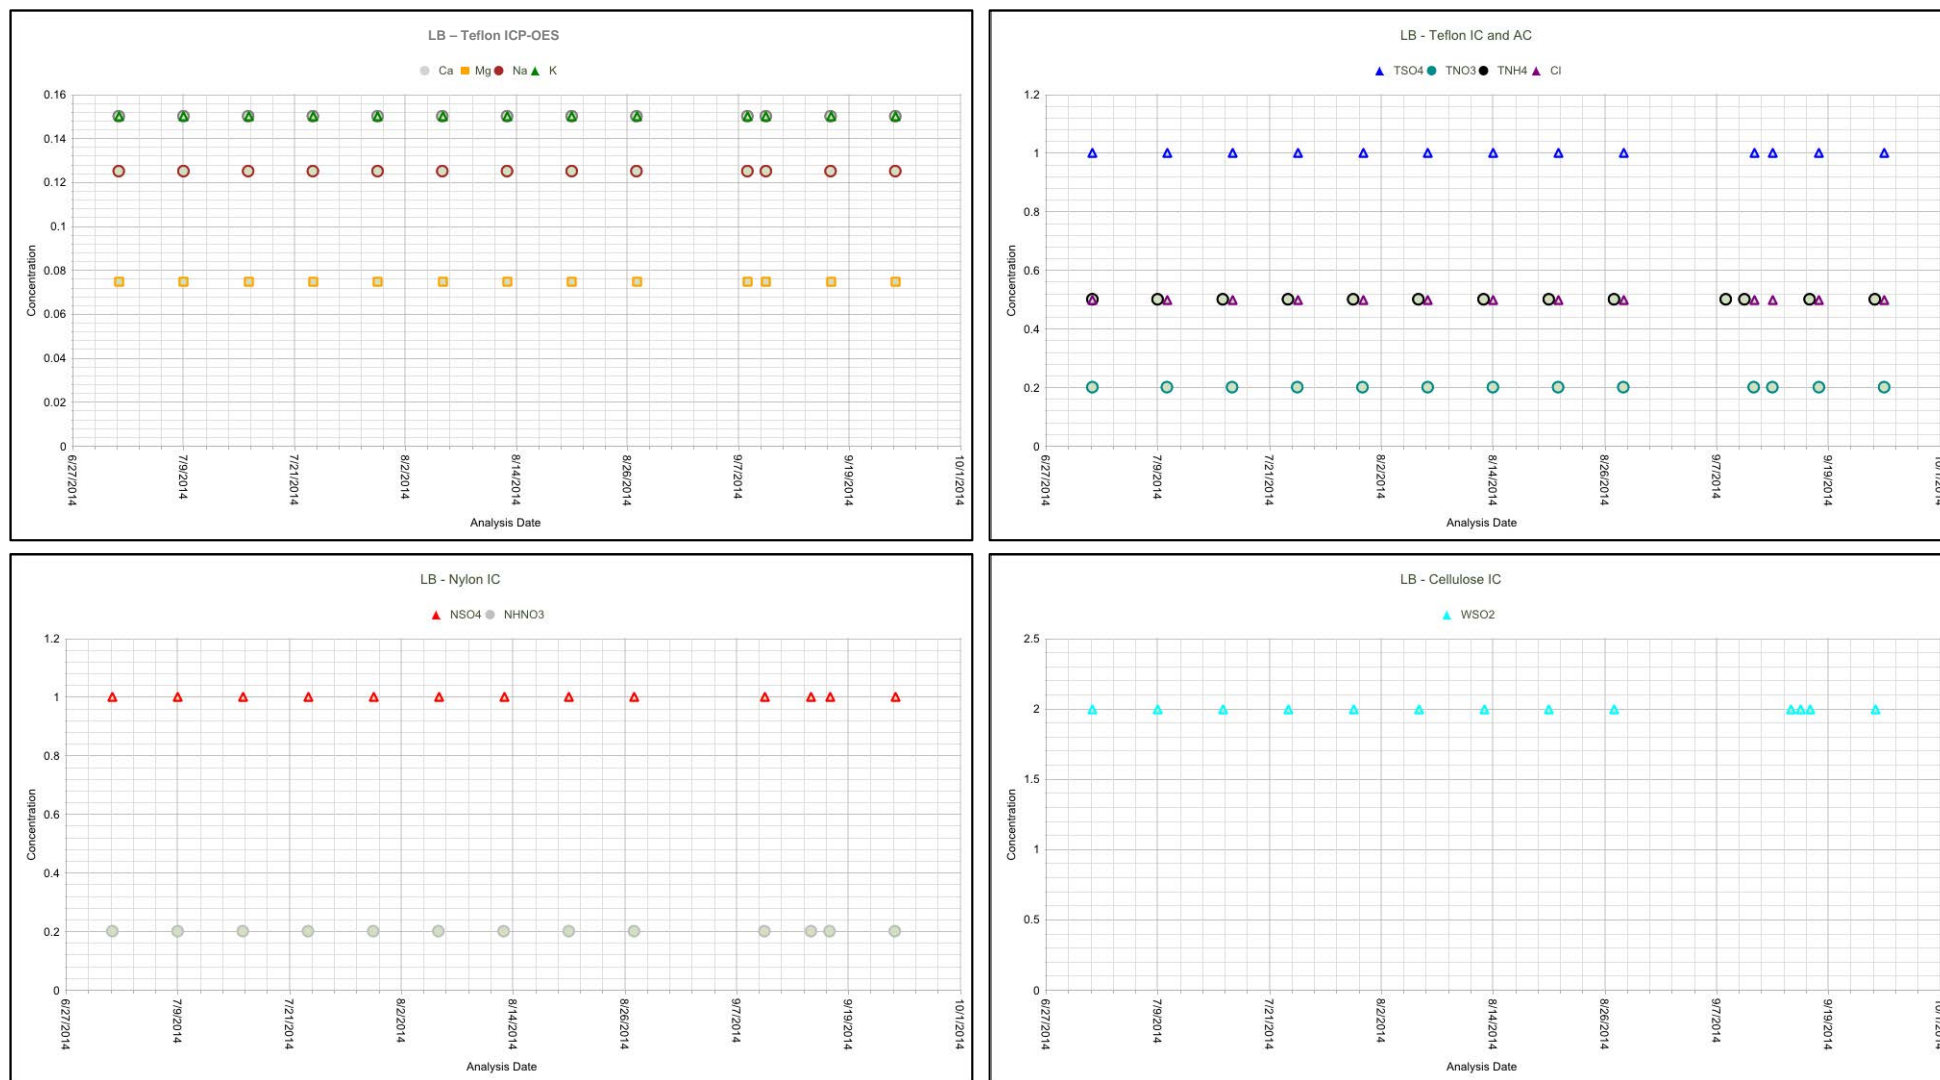 LB – Teflon ICP-OES
Ca Mg Na K
0.16
0.14
0.12
0.1
0.08
0.06
0.04
0.02
0
Coucentration
6/27/2014 7/9/2014 7/21/2014 8/2/2014 8/14/2014 8/26/2014 9/7/2014 9/19/2014 10/1/2014
Analysis Date
LB - Teflon IC and AC
TSO4 TNO3 TNH4 Cl
1.2
1
0.8
0.6
0.4
0.2
0
Coucentration
6/27/2014 7/9/2014 7/21/2014 8/2/2014 8/14/2014 8/26/2014 9/7/2014 9/19/2014 10/1/2014
Analysis Date
LB - Nylon IC
NSO4 NHNO3
1.2
1
0.8
0.6
0.4
0.2
0
Concentration
6/27/2014 7/9/2014 7/21/2014 8/2/2014 8/14/2014 8/26/2014 9/7/2014 9/19/2014 10/1/2014
Analysis Date
LB - Cellulose IC
WSO2
2.5
2
1.5
1
0.5
0
Concentration
6/27/2014 7/9/2014 7/21/2014 8/2/2014 8/14/2014 8/26/2014 9/7/2014 9/19/2014 10/1/2014
Analysis Date